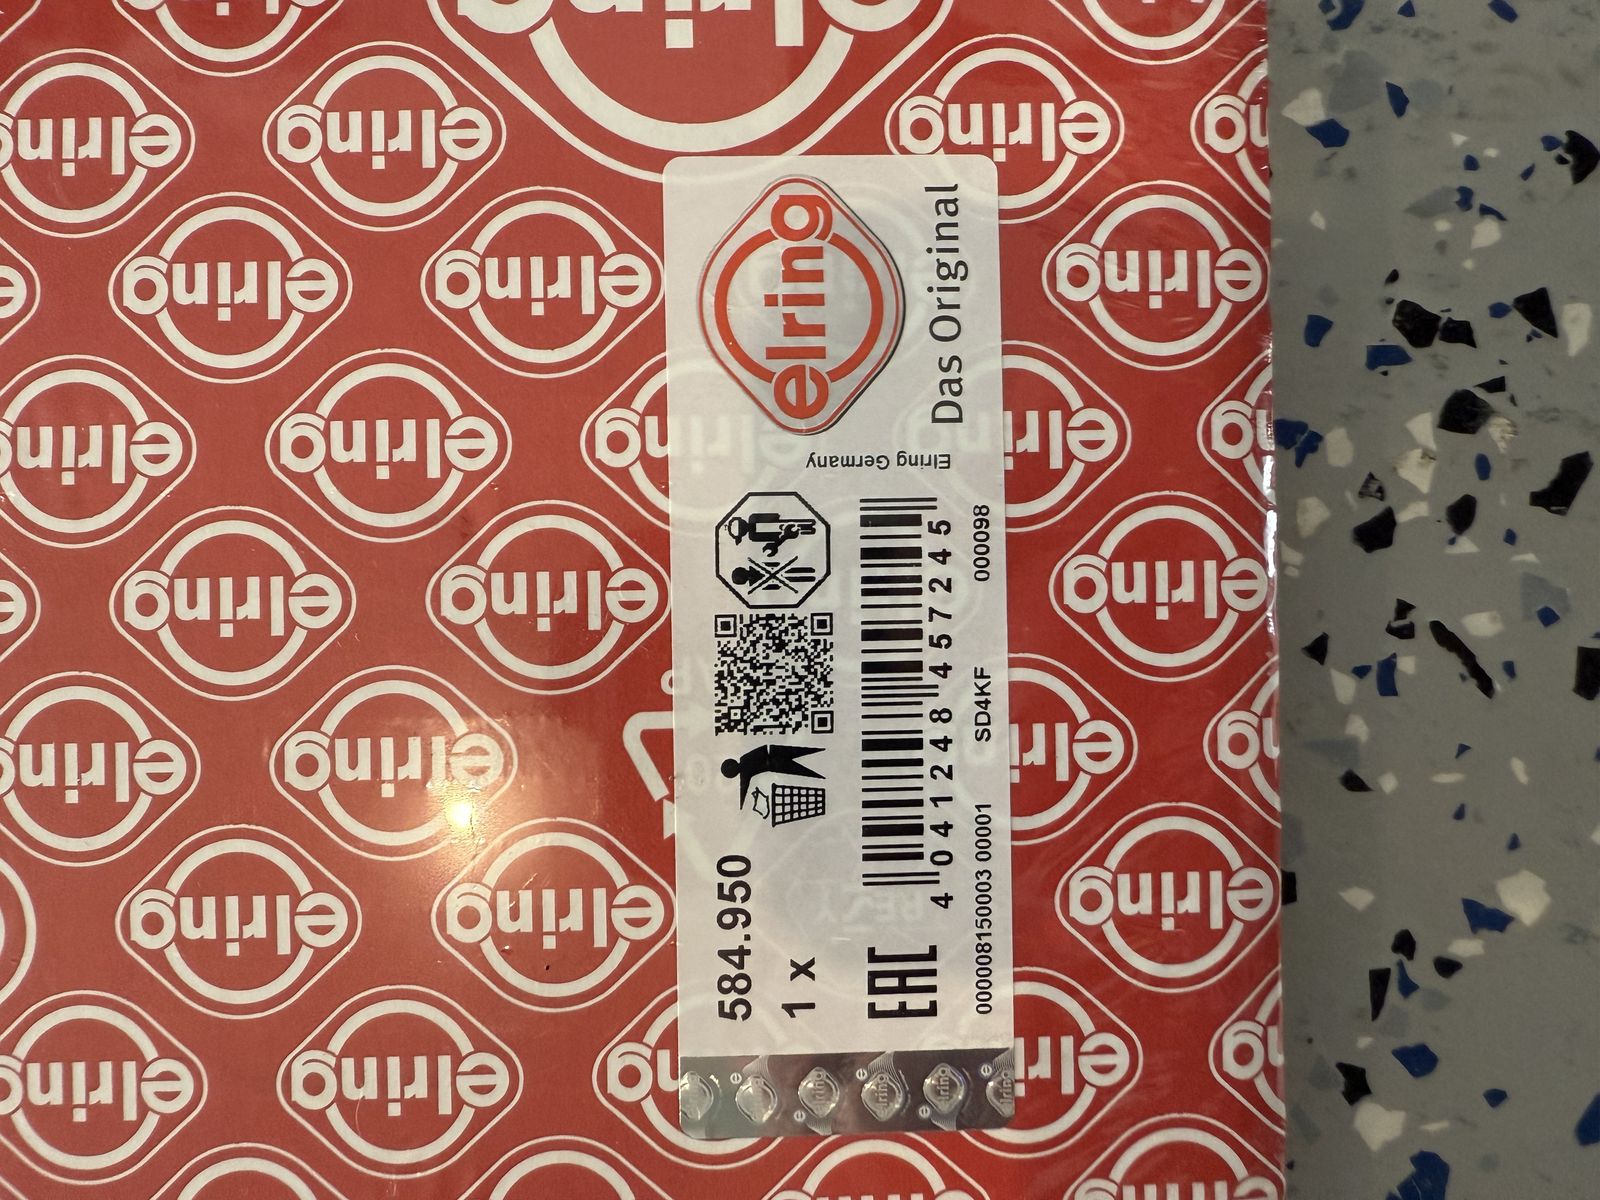 elring
Das Original
Elring Germany
584.950
1 x
EAC
4 041248 457245
000008150003 00001 SD4KF 000098